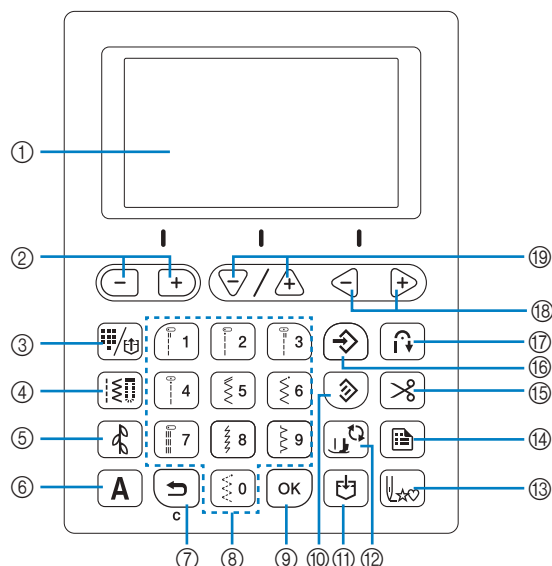 ①
②
− +
/ +
− +
⑲
⑱
③
/
1 2 3
⑰
⑯
④
4 5 6
⑮
⑤
7 8 9
⑭
⑥
A
0
OK
C
⑬
⑦ ⑧ ⑨ ⑩ ⑪ ⑫